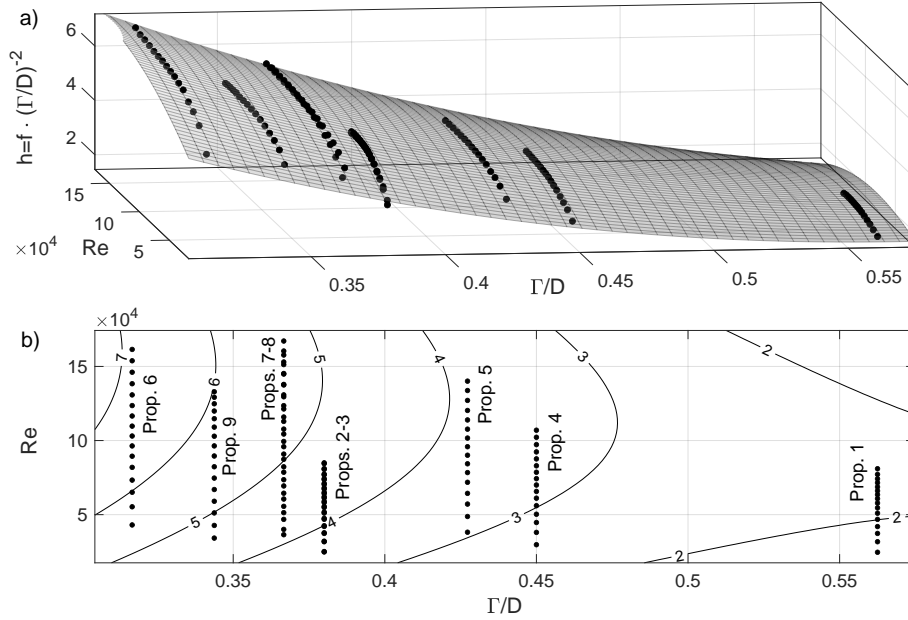 a)
h=f · (Γ/D)^-2
6
4
2
15
10
5
×10^4
Re
0.35
0.4
0.45
0.5
0.55
Γ/D
b)
×10^4
Re
15
10
5
7
6
5
4
3
2
5
4
3
2
2
Prop. 6
Prop. 9
Props. 7-8
Props. 2-3
Prop. 5
Prop. 4
Prop. 1
0.35
0.4
0.45
0.5
0.55
Γ/D